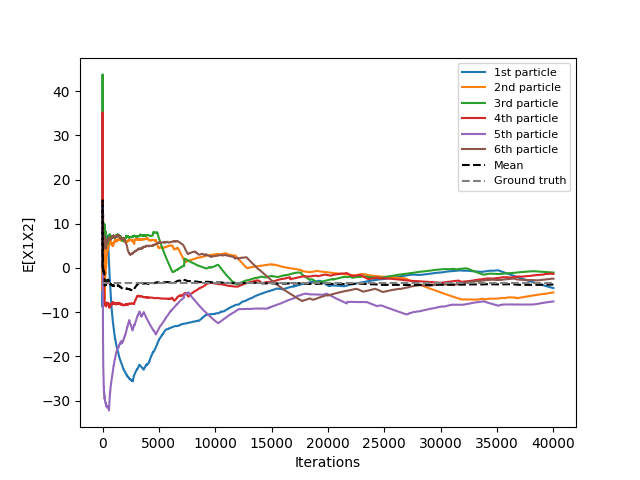 1st particle
2nd particle
3rd particle
4th particle
5th particle
6th particle
Mean
Ground truth
E[X1X2]
40
30
20
10
0
−10
−20
−30
0 5000 10000 15000 20000 25000 30000 35000 40000
Iterations